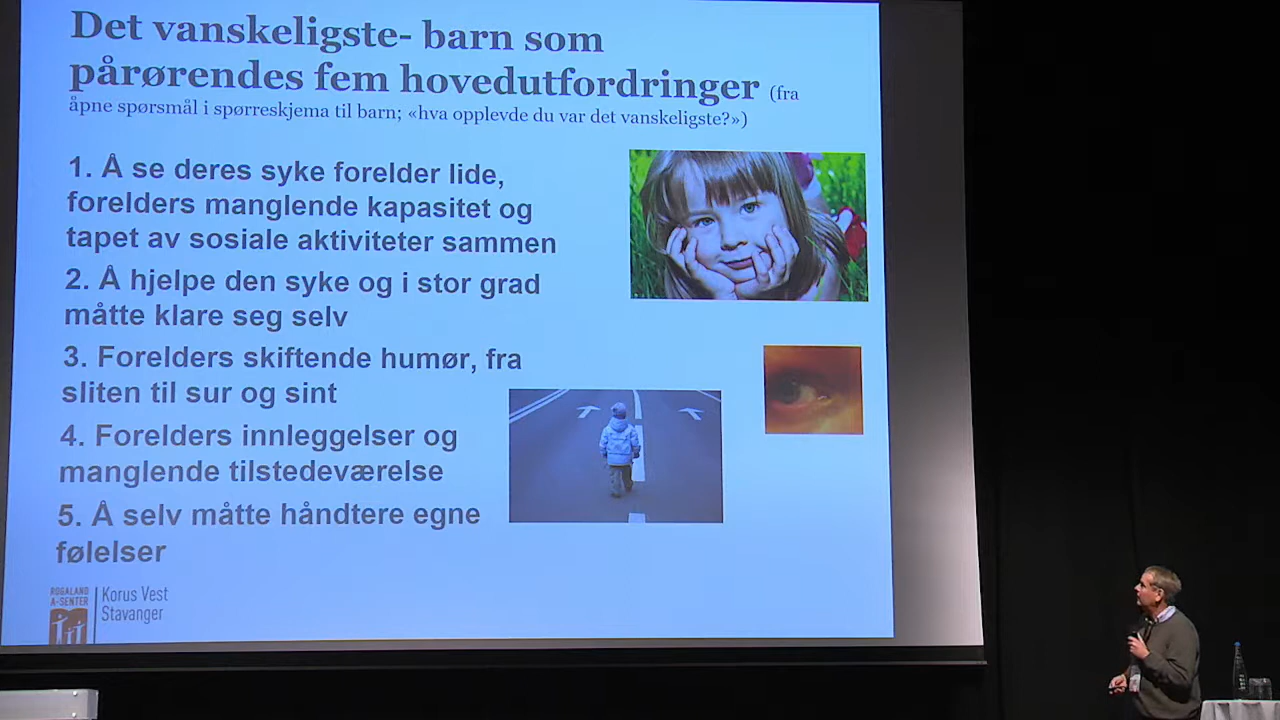 Det vanskeligste- barn som
pårørendes fem hovedutfordringer (fra
åpne spørsmål i spørreskjema til barn; «hva opplevde du var det vanskeligste?»)
1. Å se deres syke forelder lide,
forelders manglende kapasitet og
tapet av sosiale aktiviteter sammen
2. Å hjelpe den syke og i stor grad
måtte klare seg selv
3. Forelders skiftende humør, fra
sliten til sur og sint
4. Forelders innleggelser og
manglende tilstedeværelse
5. Å selv måtte håndtere egne
følelser
ROGALAND
A-SENTER
Korus Vest
Stavanger